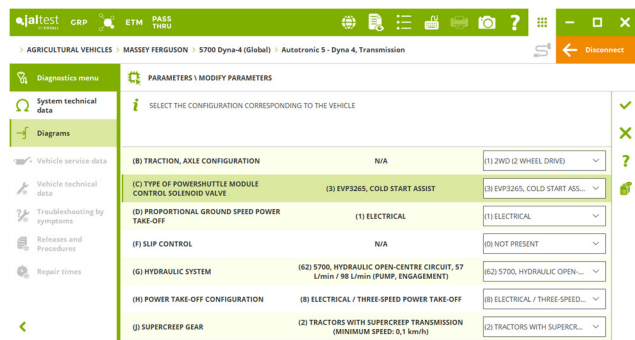 jaltest GRP ETM PASS THRU
AGRICULTURAL VEHICLES > MASSEY FERGUSON > 5700 Dyna-4 (Global) > Autotronic 5 - Dyna 4, Transmission
Disconnect
Diagnostics menu
System technical data
Diagrams
Vehicle service data
Vehicle technical data
Troubleshooting by symptoms
Releases and Procedures
Repair times
PARAMETERS \ MODIFY PARAMETERS
SELECT THE CONFIGURATION CORRESPONDING TO THE VEHICLE
(B) TRACTION, AXLE CONFIGURATION N/A (1) 2WD (2 WHEEL DRIVE)
(C) TYPE OF POWERSHUTTLE MODULE CONTROL SOLENOID VALVE (3) EVP3265, COLD START ASSIST (3) EVP3265, COLD START ASS...
(D) PROPORTIONAL GROUND SPEED POWER TAKE-OFF (1) ELECTRICAL (1) ELECTRICAL
(F) SLIP CONTROL N/A (0) NOT PRESENT
(G) HYDRAULIC SYSTEM (62) 5700, HYDRAULIC OPEN-CENTRE CIRCUIT, 57 L/min / 98 L/min (PUMP, ENGAGEMENT) (62) 5700, HYDRAULIC OPEN-...
(H) POWER TAKE-OFF CONFIGURATION (8) ELECTRICAL / THREE-SPEED POWER TAKE-OFF (8) ELECTRICAL / THREE-SPEED...
(J) SUPERCREEP GEAR (2) TRACTORS WITH SUPERCREEP TRANSMISSION (MINIMUM SPEED: 0,1 km/h) (2) TRACTORS WITH SUPERCR...